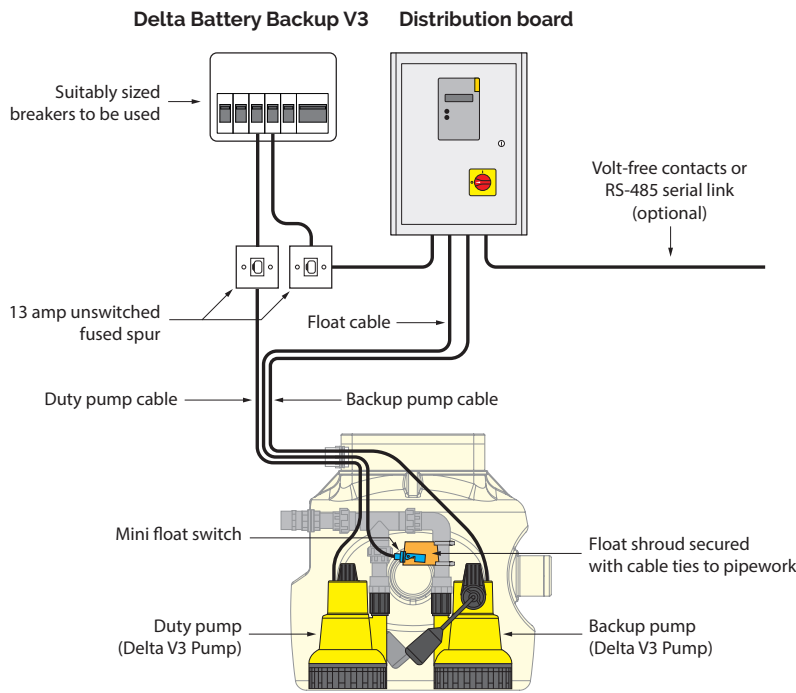 Delta Battery Backup V3
Distribution board
Suitably sized
breakers to be used
Volt-free contacts or
RS-485 serial link
(optional)
13 amp unswitched
fused spur
Float cable
Duty pump cable
Backup pump cable
Mini float switch
Float shroud secured
with cable ties to pipework
Duty pump
(Delta V3 Pump)
Backup pump
(Delta V3 Pump)